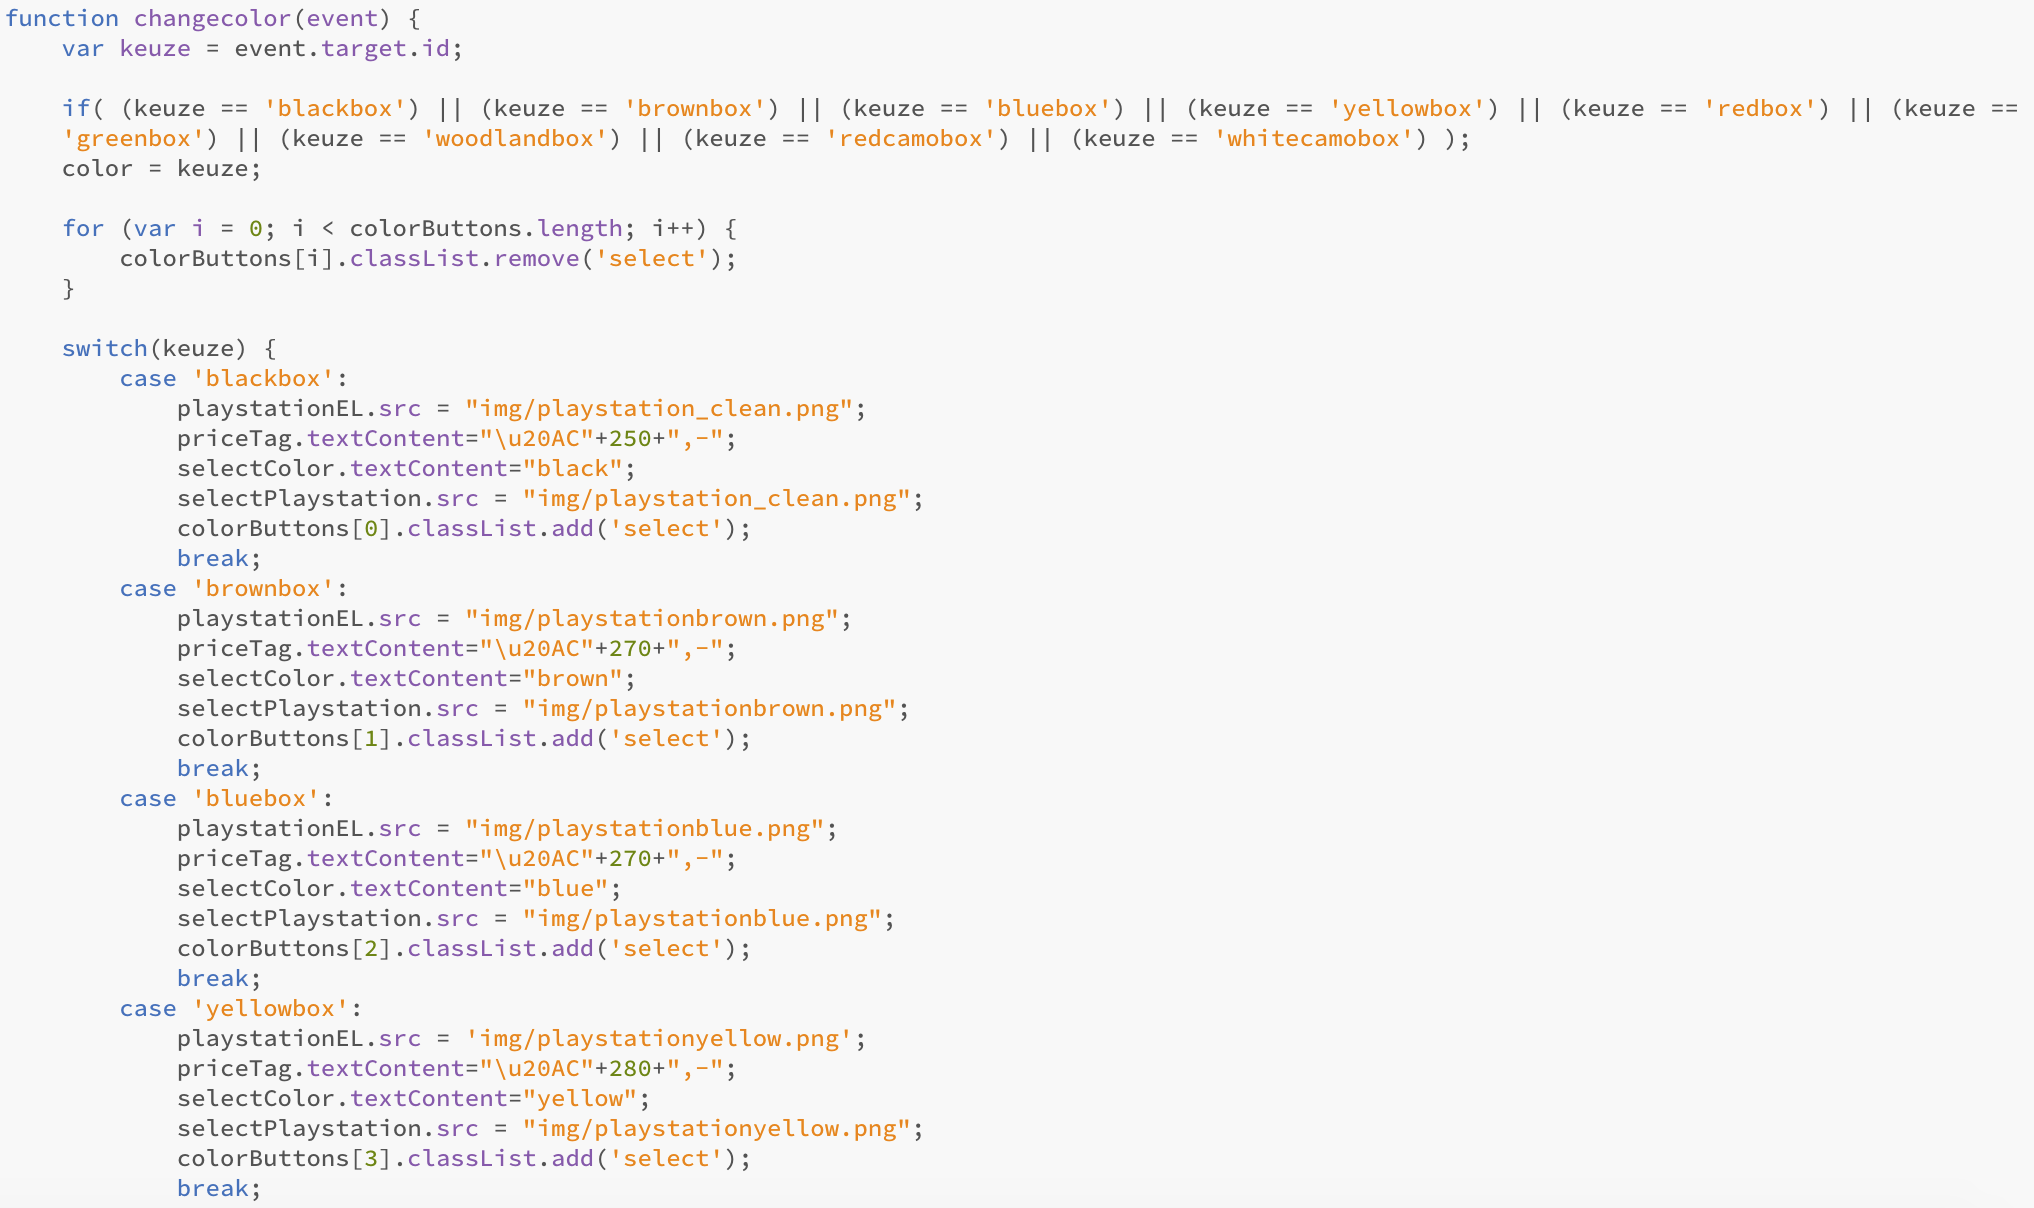 function changecolor(event) {
    var keuze = event.target.id;

    if( (keuze == 'blackbox') || (keuze == 'brownbox') || (keuze == 'bluebox') || (keuze == 'yellowbox') || (keuze == 'redbox') || (keuze ==
    'greenbox') || (keuze == 'woodlandbox') || (keuze == 'redcamobox') || (keuze == 'whitecamobox') );
    color = keuze;

    for (var i = 0; i < colorButtons.length; i++) {
        colorButtons[i].classList.remove('select');
    }

    switch(keuze) {
        case 'blackbox':
            playstationEL.src = "img/playstation_clean.png";
            priceTag.textContent="\u20AC"+250+",-";
            selectColor.textContent="black";
            selectPlaystation.src = "img/playstation_clean.png";
            colorButtons[0].classList.add('select');
            break;
        case 'brownbox':
            playstationEL.src = "img/playstationbrown.png";
            priceTag.textContent="\u20AC"+270+",-";
            selectColor.textContent="brown";
            selectPlaystation.src = "img/playstationbrown.png";
            colorButtons[1].classList.add('select');
            break;
        case 'bluebox':
            playstationEL.src = "img/playstationblue.png";
            priceTag.textContent="\u20AC"+270+",-";
            selectColor.textContent="blue";
            selectPlaystation.src = "img/playstationblue.png";
            colorButtons[2].classList.add('select');
            break;
        case 'yellowbox':
            playstationEL.src = 'img/playstationyellow.png';
            priceTag.textContent="\u20AC"+280+",-";
            selectColor.textContent="yellow";
            selectPlaystation.src = "img/playstationyellow.png";
            colorButtons[3].classList.add('select');
            break;